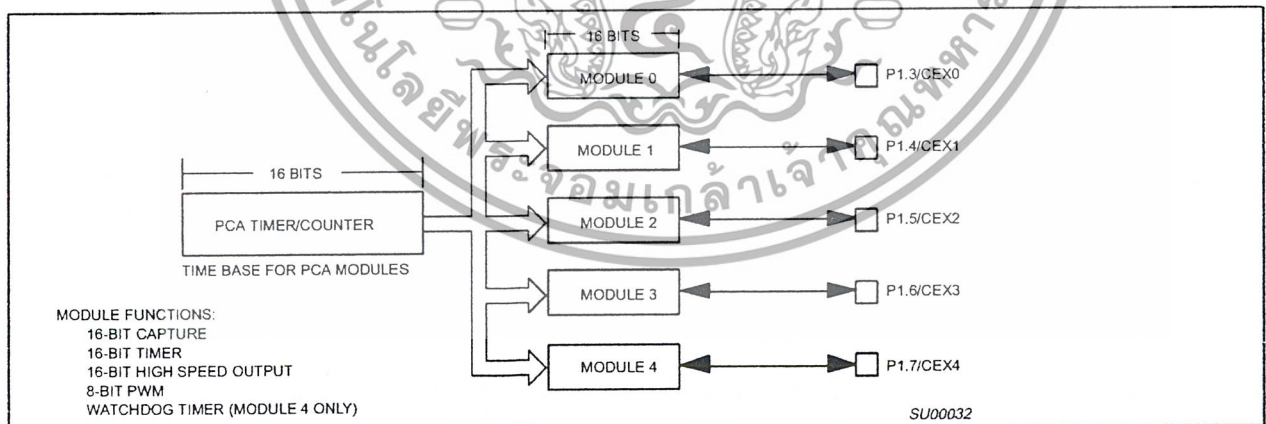 16 BITS
MODULE 0
P1.3/CEX0
MODULE 1
P1.4/CEX1
16 BITS
PCA TIMER/COUNTER
MODULE 2
P1.5/CEX2
TIME BASE FOR PCA MODULES
MODULE 3
P1.6/CEX3
MODULE FUNCTIONS:
16-BIT CAPTURE
16-BIT TIMER
16-BIT HIGH SPEED OUTPUT
8-BIT PWM
WATCHDOG TIMER (MODULE 4 ONLY)
MODULE 4
P1.7/CEX4
SU00032